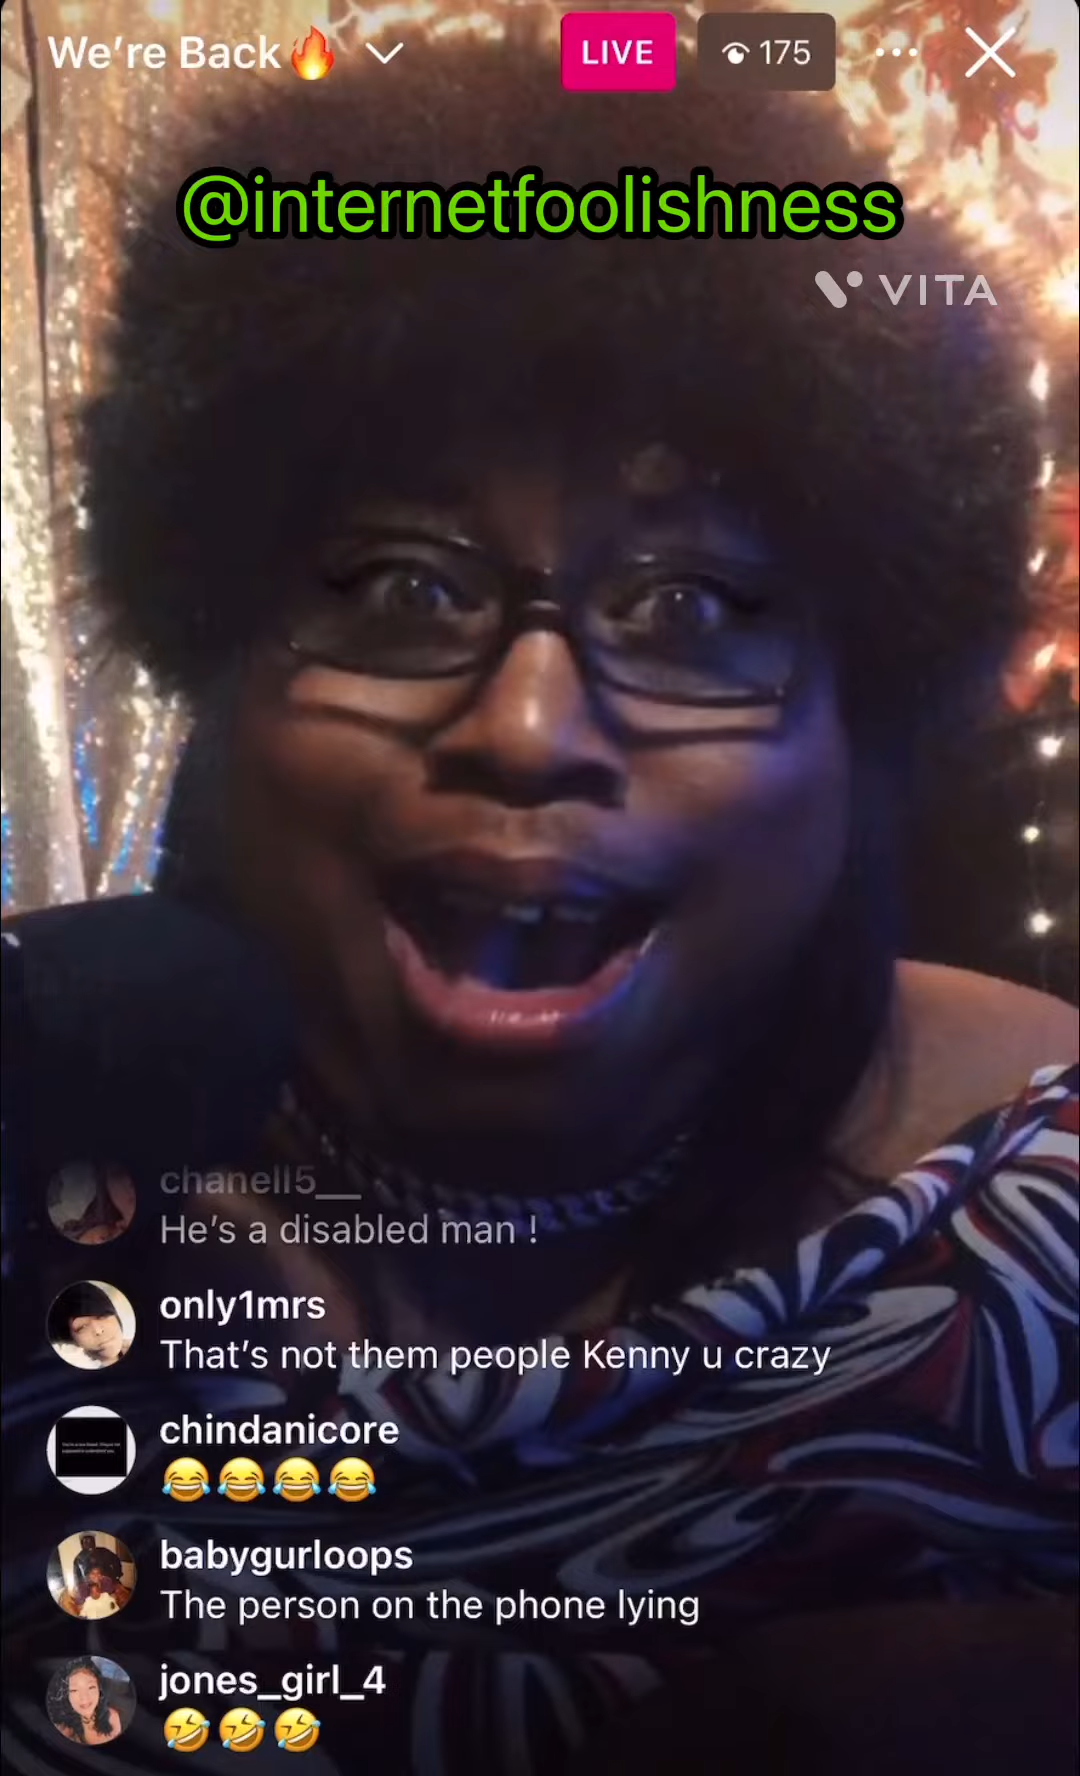 We're Back🔥
LIVE
175
@internetfoolishness
VITA
chanell5__
He's a disabled man !
only1mrs
That's not them people Kenny u crazy
chindanicore
😂😂😂😂
babygurloops
The person on the phone lying
jones_girl_4
🤣🤣🤣